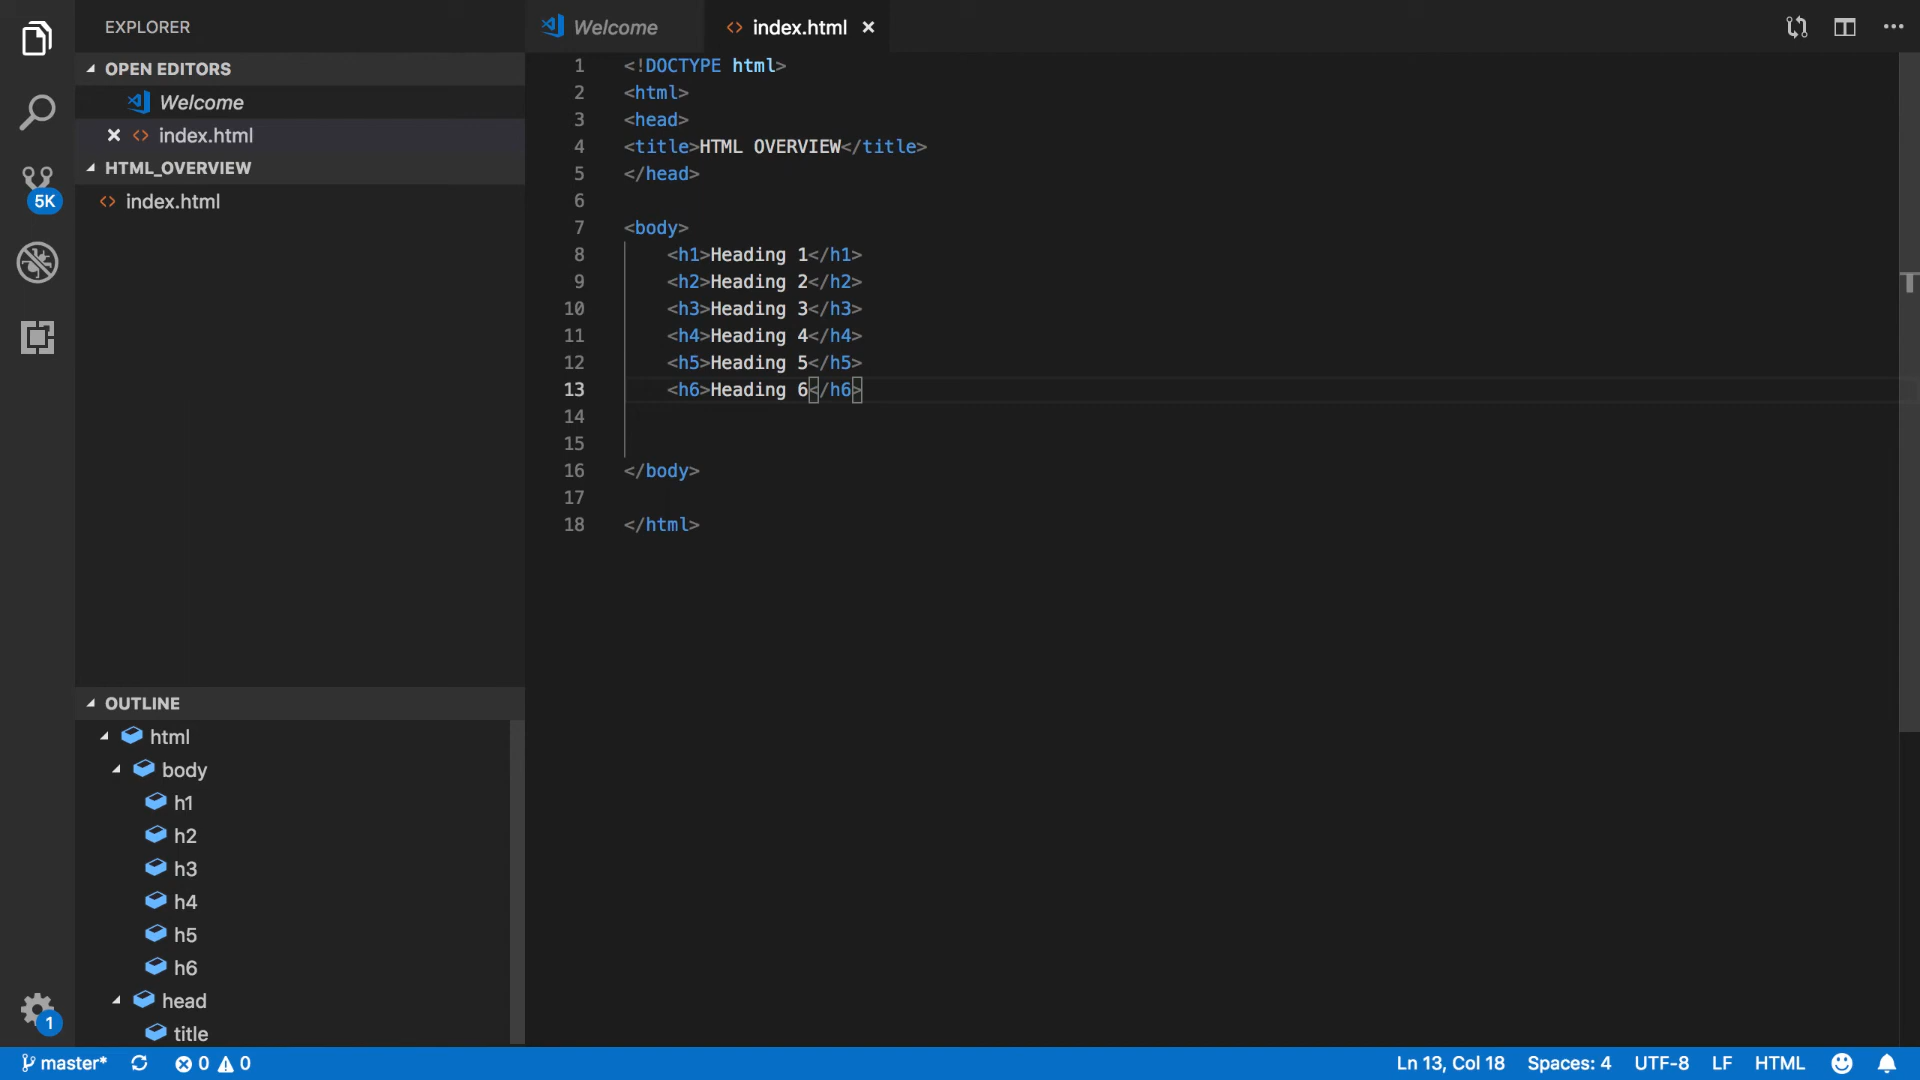 EXPLORER
OPEN EDITORS
Welcome
index.html
HTML_OVERVIEW
index.html
5K
OUTLINE
html
body
h1
h2
h3
h4
h5
h6
head
title
1
Welcome
index.html
1 <!DOCTYPE html>
2 <html>
3 <head>
4 <title>HTML OVERVIEW</title>
5 </head>
6
7 <body>
8 <h1>Heading 1</h1>
9 <h2>Heading 2</h2>
10 <h3>Heading 3</h3>
11 <h4>Heading 4</h4>
12 <h5>Heading 5</h5>
13 <h6>Heading 6</h6>
14
15
16 </body>
17
18 </html>
master* 0 0 Ln 13, Col 18 Spaces: 4 UTF-8 LF HTML